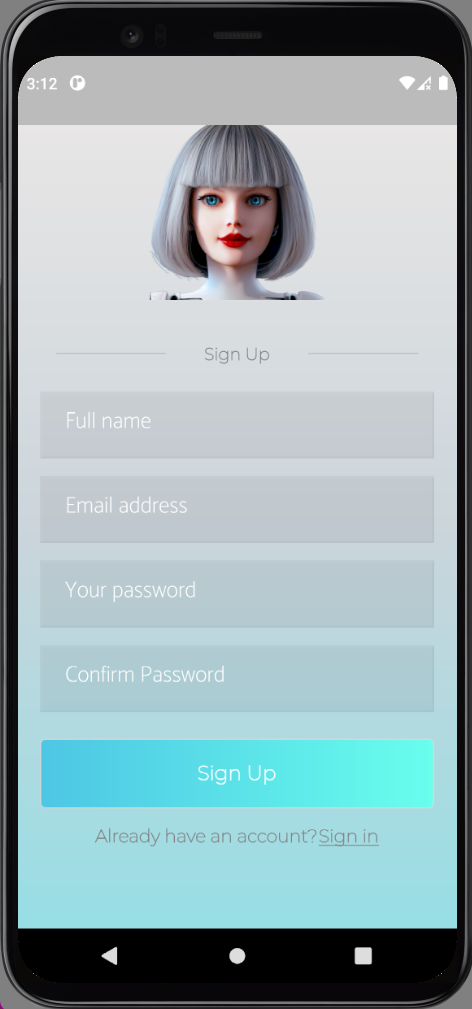 3:12
Sign Up
Full name
Email address
Your password
Confirm Password
Sign Up
Already have an account?Sign in